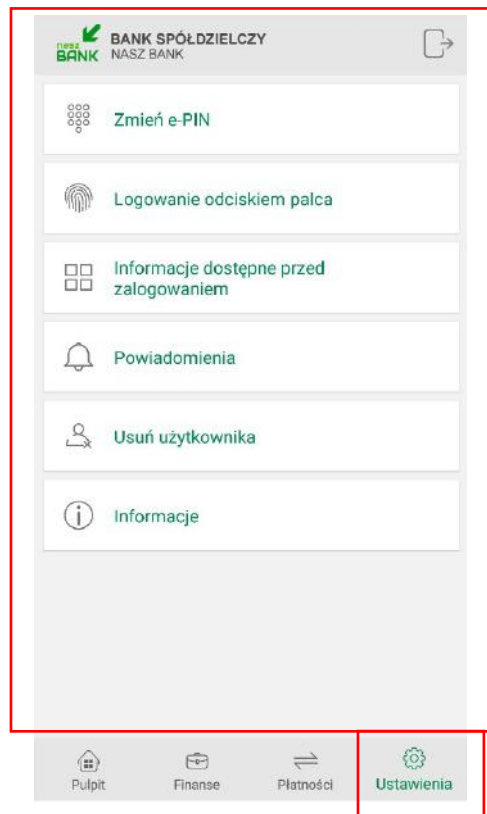 nasz
BANK
BANK SPÓŁDZIELCZY
NASZ BANK
Zmień e-PIN
Logowanie odciskiem palca
Informacje dostępne przed
zalogowaniem
Powiadomienia
Usuń użytkownika
Informacje
Pulpit
Finanse
Płatności
Ustawienia